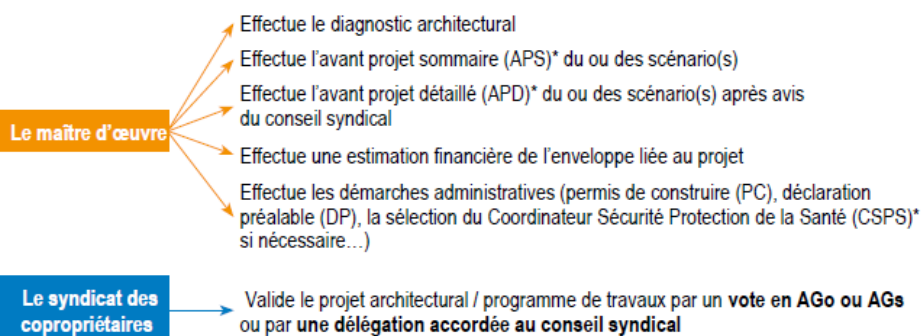 Effectue le diagnostic architectural
Effectue l'avant projet sommaire (APS)* du ou des scénario(s)
Effectue l'avant projet détaillé (APD)* du ou des scénario(s) après avis
du conseil syndical
Le maître d'œuvre
Effectue une estimation financière de l'enveloppe liée au projet
Effectue les démarches administratives (permis de construire (PC), déclaration
préalable (DP), la sélection du Coordinateur Sécurité Protection de la Santé (CSPS)*
si nécessaire…)
Le syndicat des
copropriétaires
Valide le projet architectural / programme de travaux par un vote en AGo ou AGs
ou par une délégation accordée au conseil syndical